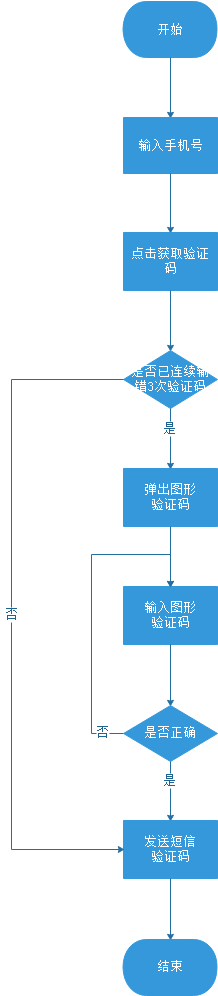 开始
输入手机号
点击获取验证
码
是否已连续输
错3次验证码
是
弹出图形
验证码
输入图形
验证码
否
是否正确
否
是
发送短信
验证码
结束